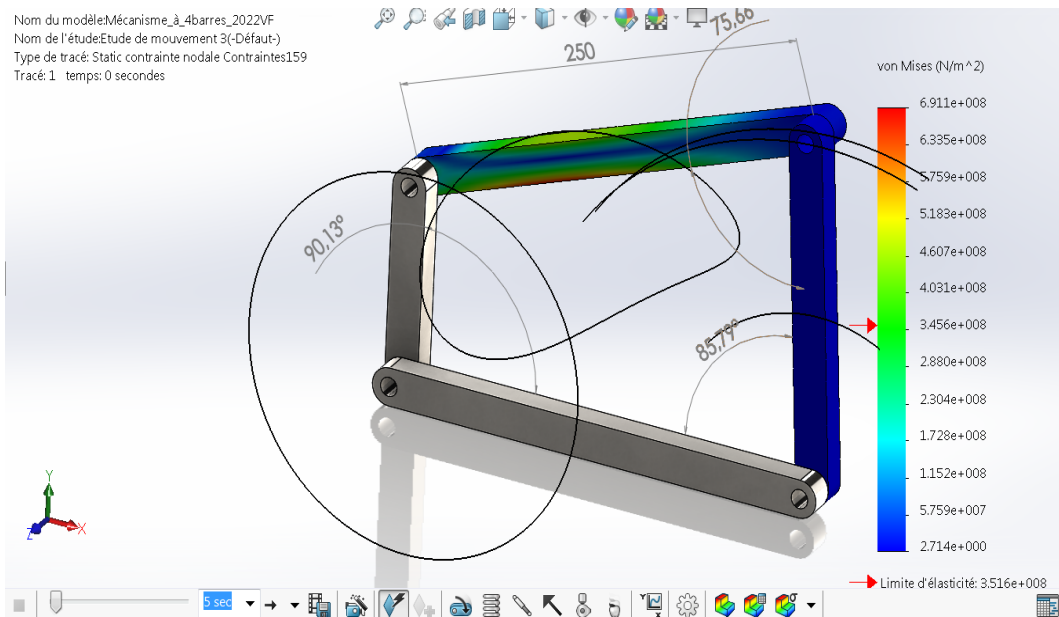 Nom du modèle:Mécanisme_à_4barres_2022VF
Nom de l'étude:Etude de mouvement 3(-Défaut-)
Type de tracé: Static contrainte nodale Contraintes159
Tracé: 1 temps: 0 secondes
250
75,66
90,13°
85,79°
von Mises (N/m^2)
6.911e+008
6.335e+008
5.759e+008
5.183e+008
4.607e+008
4.031e+008
3.456e+008
2.880e+008
2.304e+008
1.728e+008
1.152e+008
5.759e+007
2.714e+000
Limite d'élasticité: 3.516e+008
Y
X
Z
5 sec